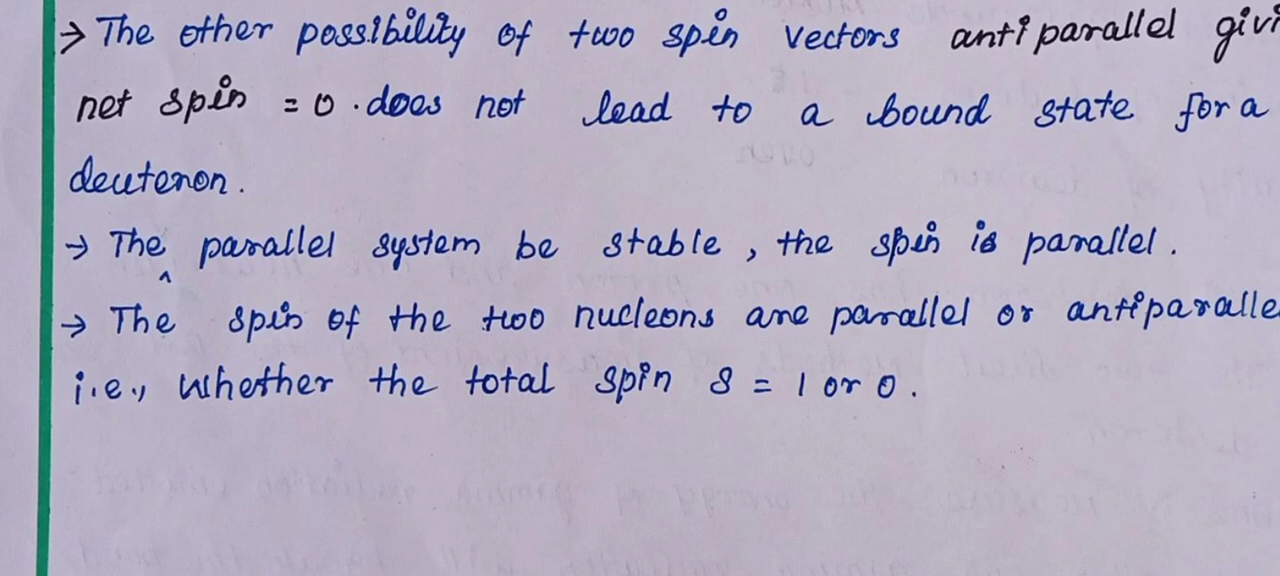 → The other possibility of two spin vectors antiparallel givi
net spin = 0 . does not lead to a bound state for a
deuteron.
→ The ‸ parallel system be stable , the spin is parallel .
→ The spin of the two nucleons are parallel or antiparalle
i.e., whether the total spin s = 1 or 0 .